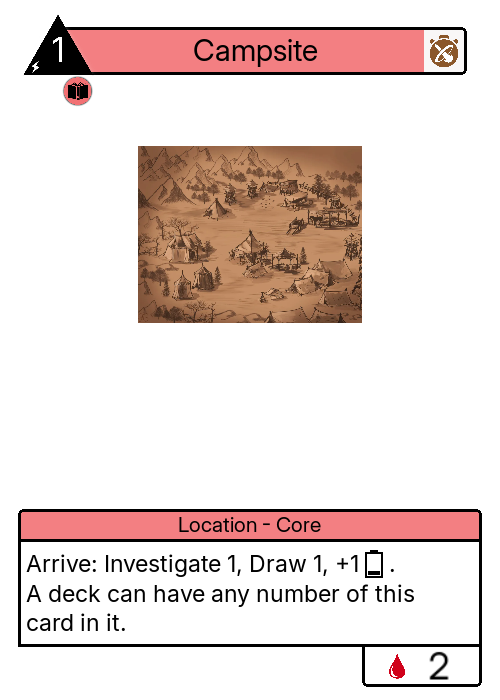 1
Campsite
Location - Core
Arrive: Investigate 1, Draw 1, +1 .
A deck can have any number of this
card in it.
2